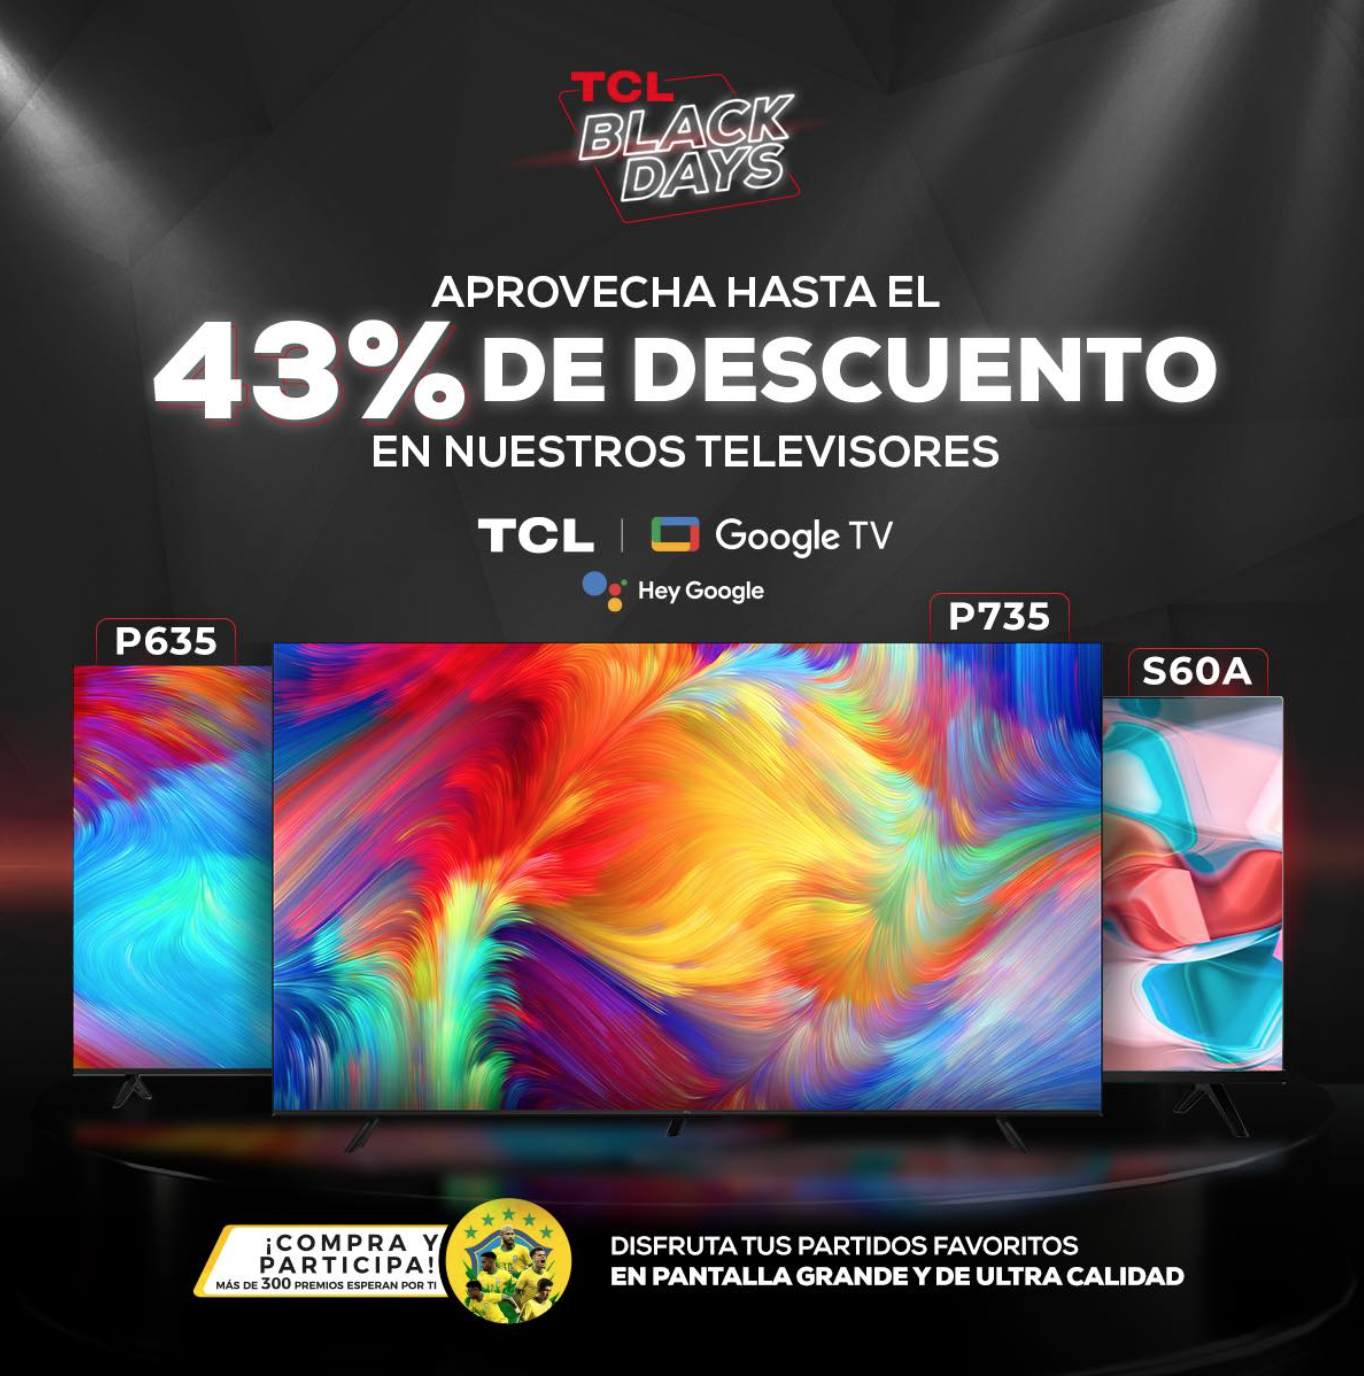 TCL
BLACK
DAYS
APROVECHA HASTA EL
43% DE DESCUENTO
EN NUESTROS TELEVISORES
TCL | Google TV
Hey Google
P635
P735
S60A
¡COMPRA Y
PARTICIPA!
MÁS DE 300 PREMIOS ESPERAN POR TI
DISFRUTA TUS PARTIDOS FAVORITOS
EN PANTALLA GRANDE Y DE ULTRA CALIDAD